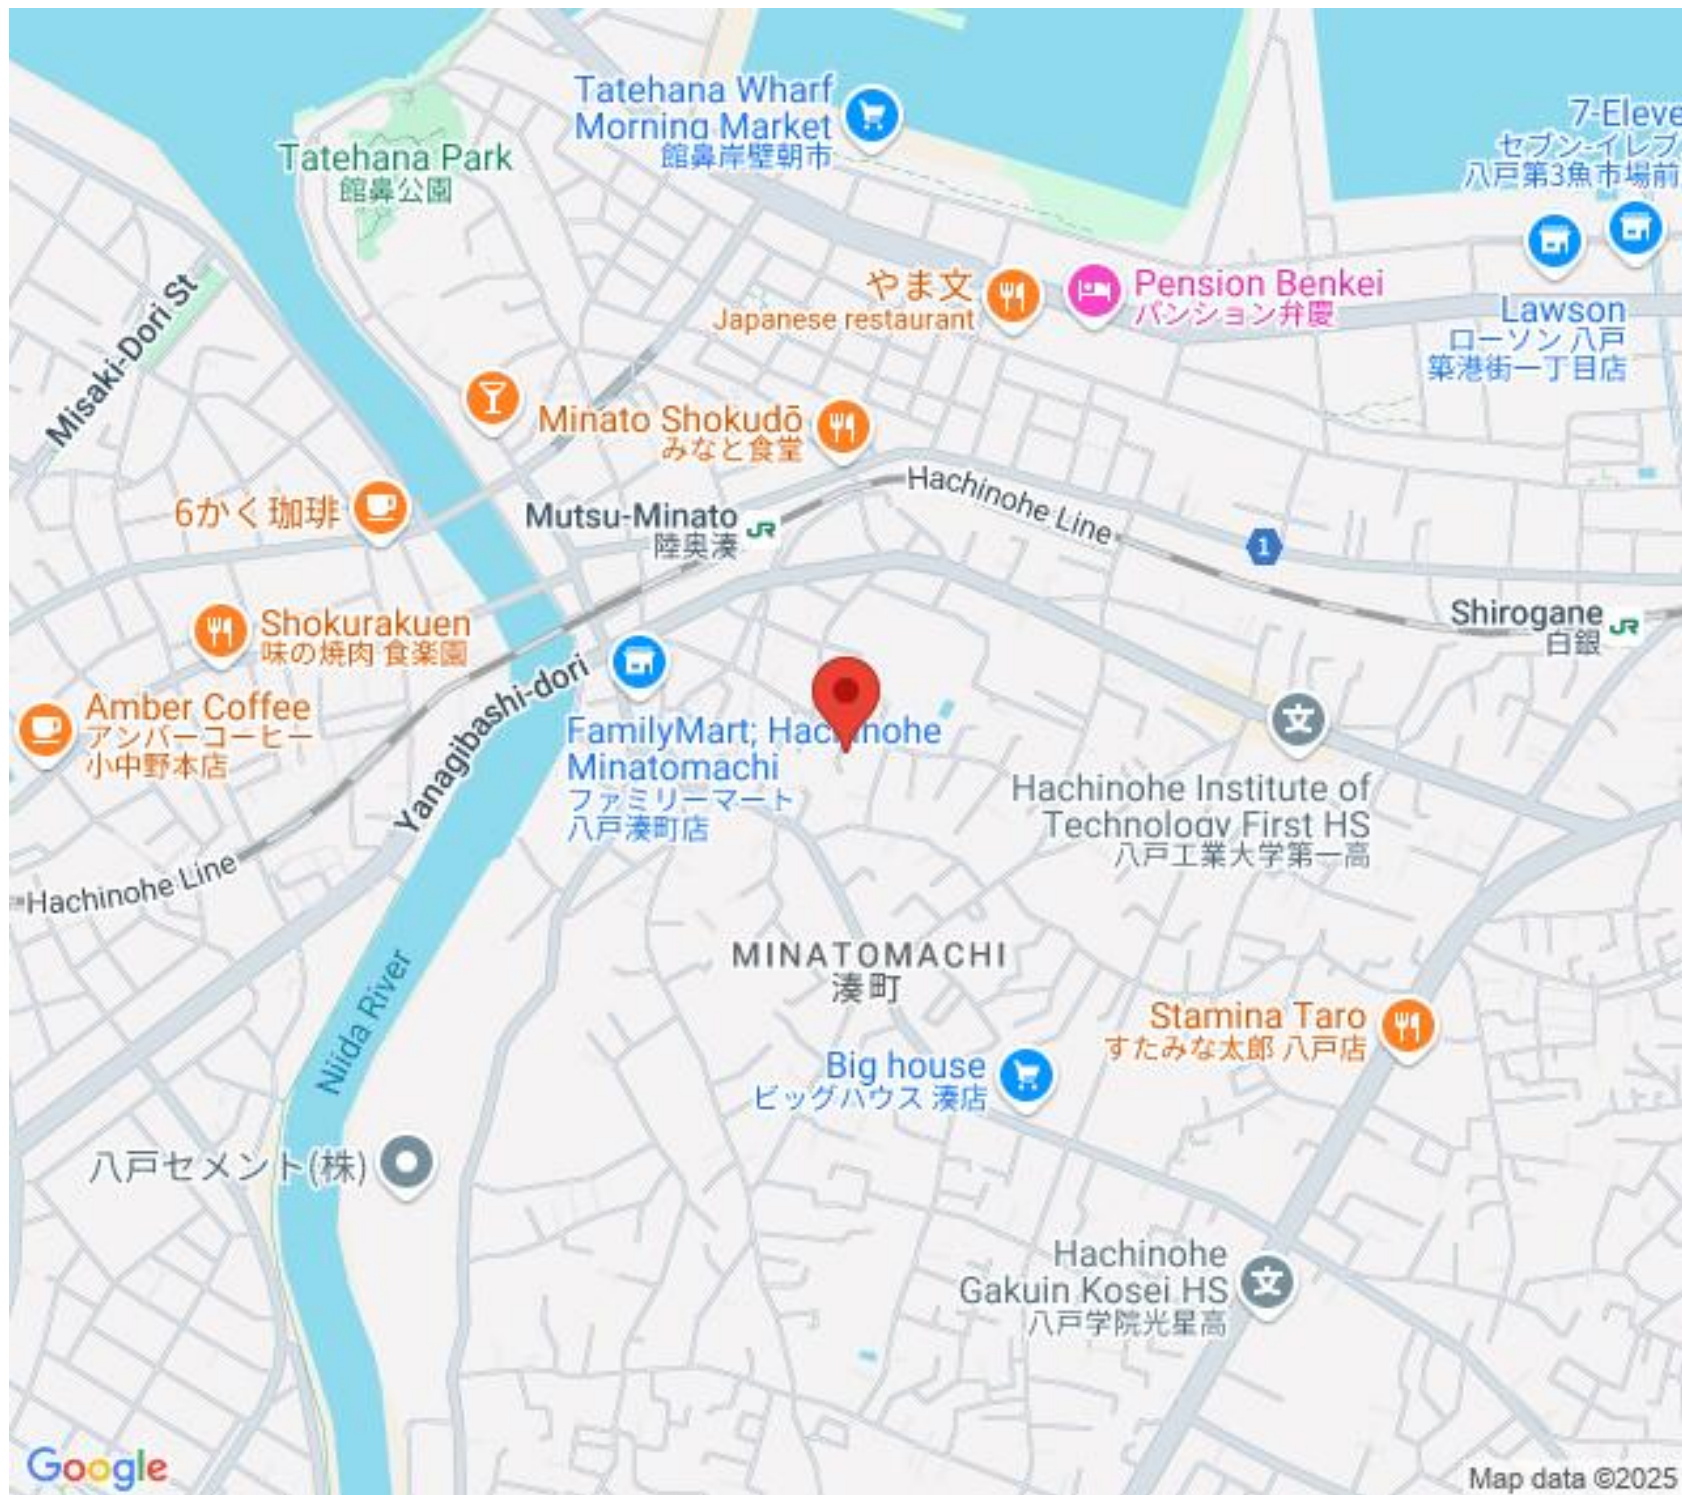 Tatehana Wharf
Morning Market
館鼻岸壁朝市
7-Eleve
セブン-イレブ
八戸第3魚市場前
Tatehana Park
館鼻公園
Misaki-Dori St
やま文
Japanese restaurant
Pension Benkei
パンション弁慶
Lawson
ローソン 八戸
築港街一丁目店
Minato Shokudō
みなと食堂
Hachinohe Line
6かく珈琲
Mutsu-Minato
陸奥湊
JR
1
Shirogane
白銀
JR
Shokurakuen
味の焼肉 食楽園
Yanagibashi-dori
Amber Coffee
アンバーコーヒー
小中野本店
FamilyMart; Hachinohe
Minatomachi
ファミリーマート
八戸湊町店
文
Hachinohe Institute of
Technology First HS
八戸工業大学第一高
Hachinohe Line
MINATOMACHI
湊町
Niida River
Stamina Taro
すたみな太郎 八戸店
Big house
ビッグハウス 湊店
八戸セメント(株)
Hachinohe
Gakuin Kosei HS
八戸学院光星高
文
Google
Map data ©2025